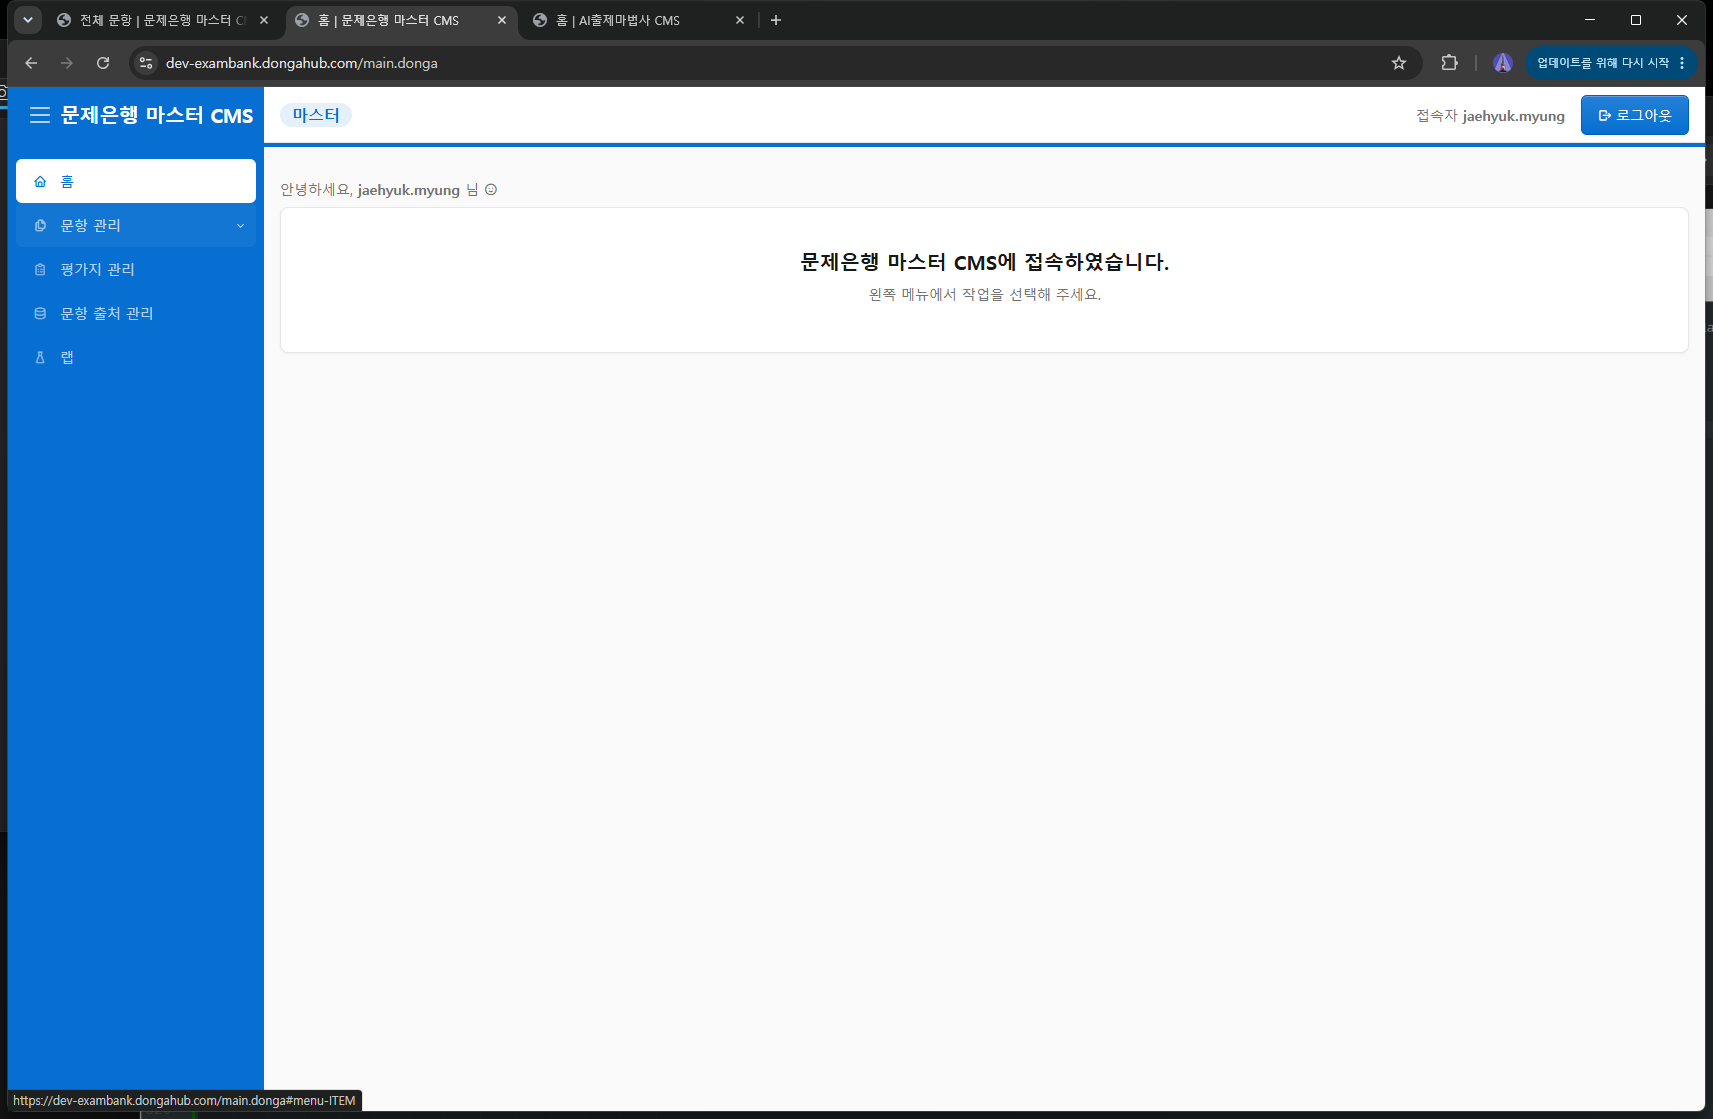 전체 문항 | 문제은행 마스터
홈 | 문제은행 마스터 CMS
홈 | AI출제마법사 CMS
dev-exambank.dongahub.com/main.donga
업데이트를 위해 다시 시작
문제은행 마스터 CMS
마스터
접속자 jaehyuk.myung
로그아웃
홈
문항 관리
평가지 관리
문항 출처 관리
랩
안녕하세요, jaehyuk.myung 님
문제은행 마스터 CMS에 접속하였습니다.
왼쪽 메뉴에서 작업을 선택해 주세요.
https://dev-exambank.dongahub.com/main.donga#menu-ITEM